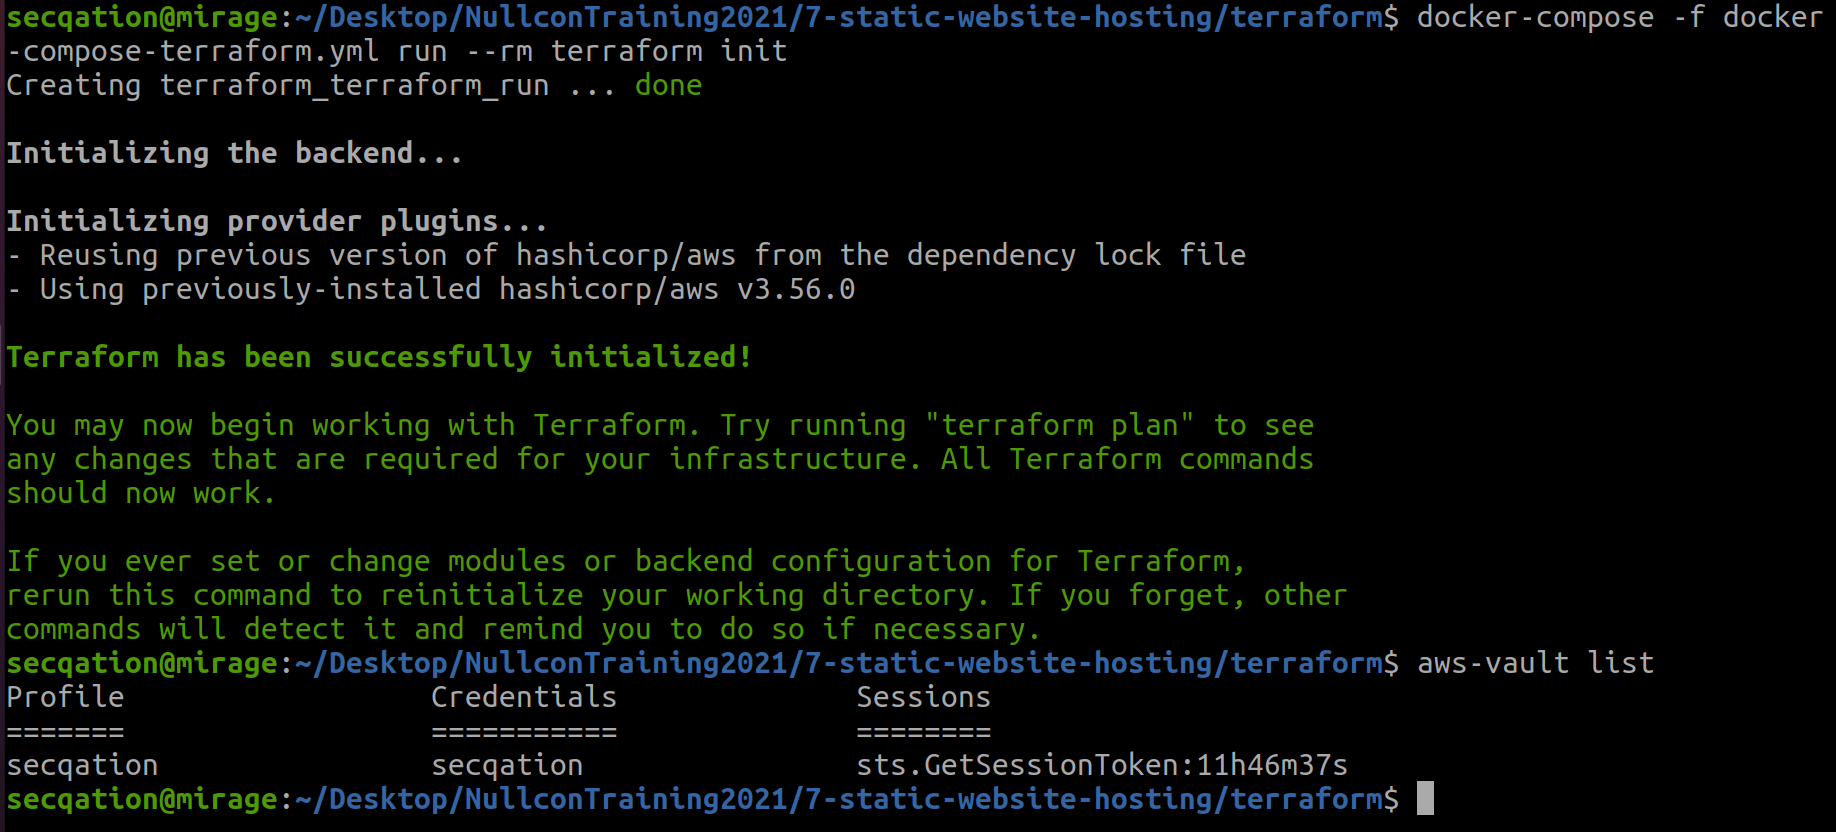 secqation@mirage:~/Desktop/NullconTraining2021/7-static-website-hosting/terraform$ docker-compose -f docker
-compose-terraform.yml run --rm terraform init
Creating terraform_terraform_run ... done
Initializing the backend...
Initializing provider plugins...
- Reusing previous version of hashicorp/aws from the dependency lock file
- Using previously-installed hashicorp/aws v3.56.0
Terraform has been successfully initialized!
You may now begin working with Terraform. Try running "terraform plan" to see
any changes that are required for your infrastructure. All Terraform commands
should now work.
If you ever set or change modules or backend configuration for Terraform,
rerun this command to reinitialize your working directory. If you forget, other
commands will detect it and remind you to do so if necessary.
secqation@mirage:~/Desktop/NullconTraining2021/7-static-website-hosting/terraform$ aws-vault list
Profile                  Credentials              Sessions
=======                  ===========              ========
secqation                secqation                sts.GetSessionToken:11h46m37s
secqation@mirage:~/Desktop/NullconTraining2021/7-static-website-hosting/terraform$